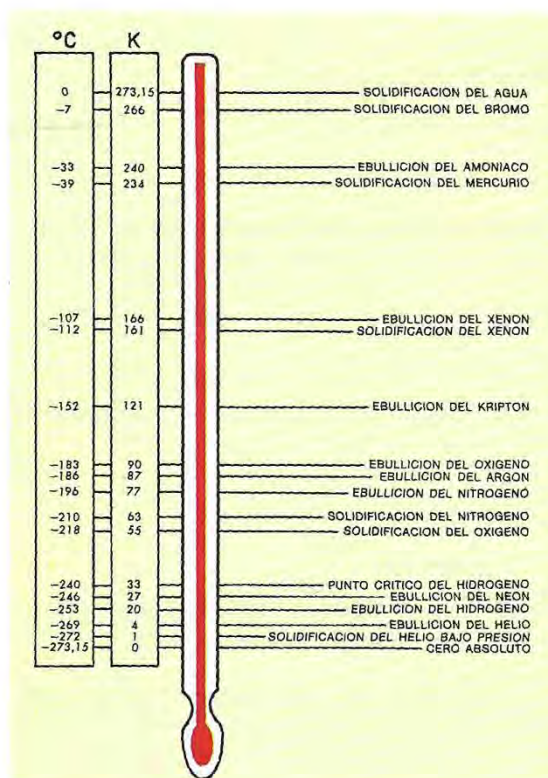 °C K
0 273,15 SOLIDIFICACION DEL AGUA
-7 266 SOLIDIFICACION DEL BROMO
-33 240 EBULLICION DEL AMONIACO
-39 234 SOLIDIFICACION DEL MERCURIO
-107 166 EBULLICION DEL XENON
-112 161 SOLIDIFICACION DEL XENON
-152 121 EBULLICION DEL KRIPTON
-183 90 EBULLICION DEL OXIGENO
-186 87 EBULLICION DEL ARGON
-196 77 EBULLICION DEL NITROGENO
-210 63 SOLIDIFICACION DEL NITROGENO
-218 55 SOLIDIFICACION DEL OXIGENO
-240 33 PUNTO CRITICO DEL HIDROGENO
-246 27 EBULLICION DEL NEON
-253 20 EBULLICION DEL HIDROGENO
-269 4 EBULLICION DEL HELIO
-272 1 SOLIDIFICACION DEL HELIO BAJO PRESION
-273,15 0 CERO ABSOLUTO